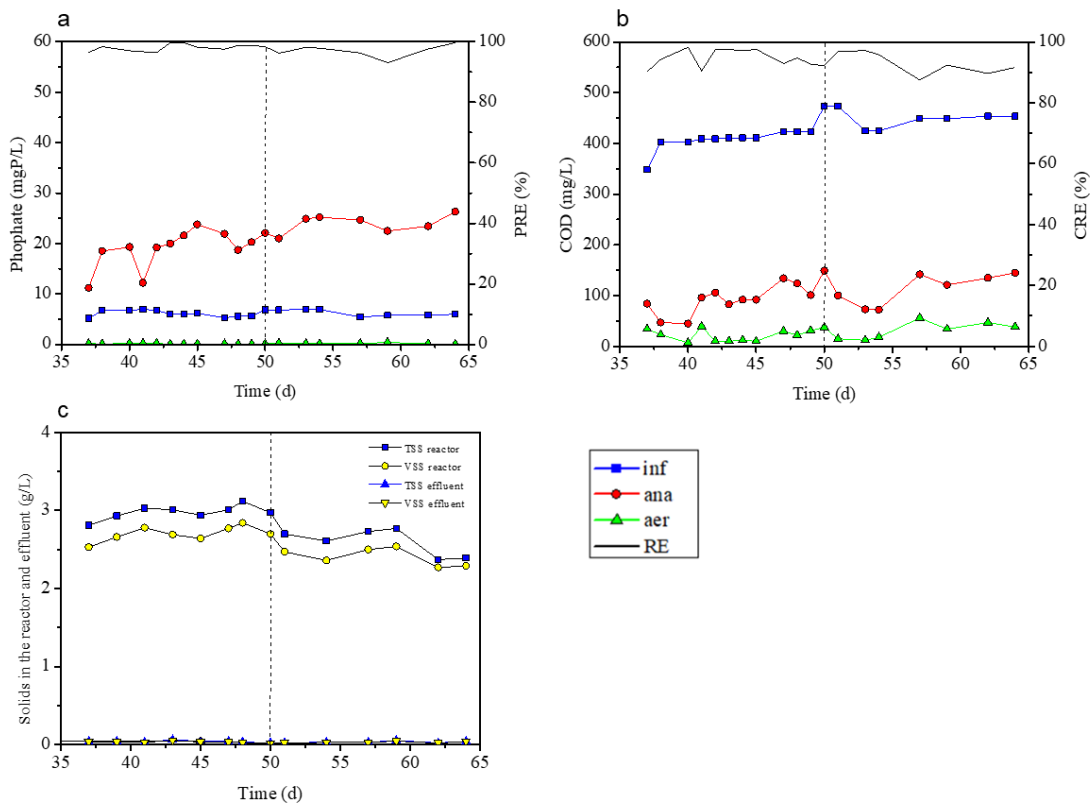 a
60
50
40
30
20
10
0
Phophate (mgP/L)
100
80
60
40
20
0
PRE (%)
35 40 45 50 55 60 65
Time (d)
b
600
500
400
300
200
100
0
COD (mg/L)
100
80
60
40
20
0
CRE (%)
35 40 45 50 55 60 65
Time (d)
c
4
3
2
1
0
Solids in the reactor and effluent (g/L)
TSS reactor
VSS reactor
TSS effluent
VSS effluent
35 40 45 50 55 60 65
Time (d)
inf
ana
aer
RE